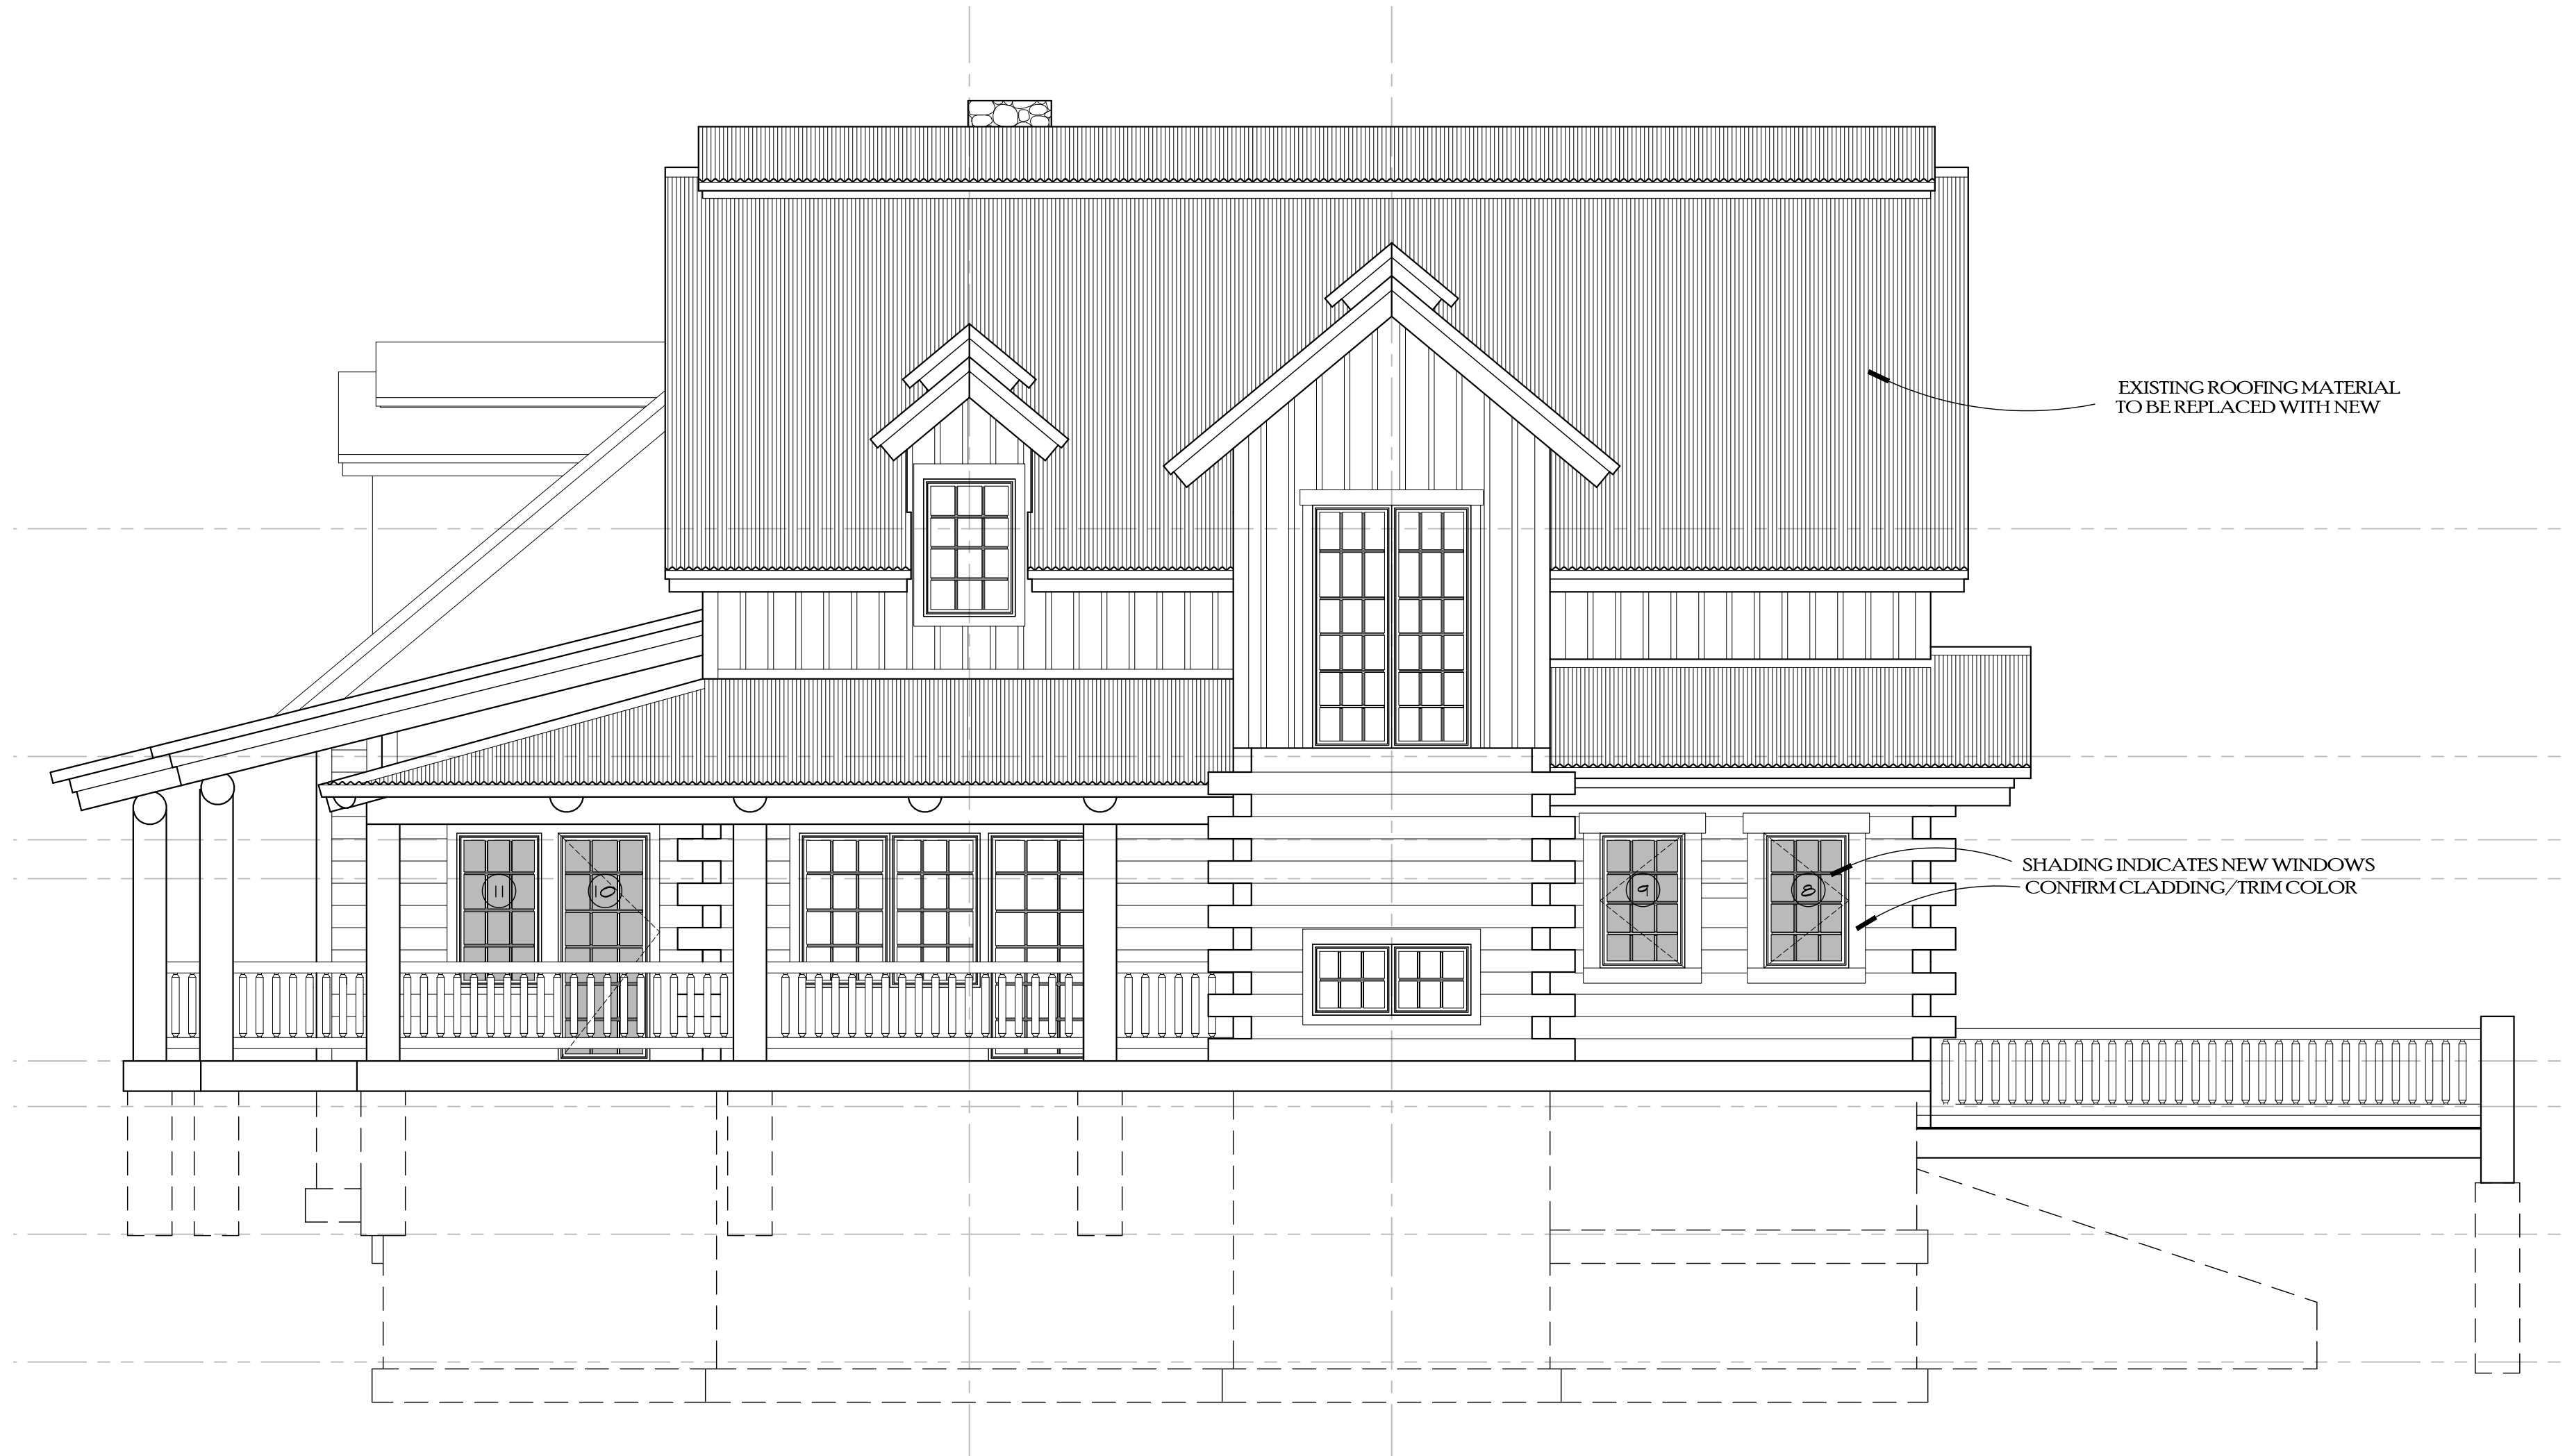 EXISTING ROOFING MATERIAL
TO BE REPLACED WITH NEW
SHADING INDICATES NEW WINDOWS
CONFIRM CLADDING/TRIM COLOR
11
10
9
8